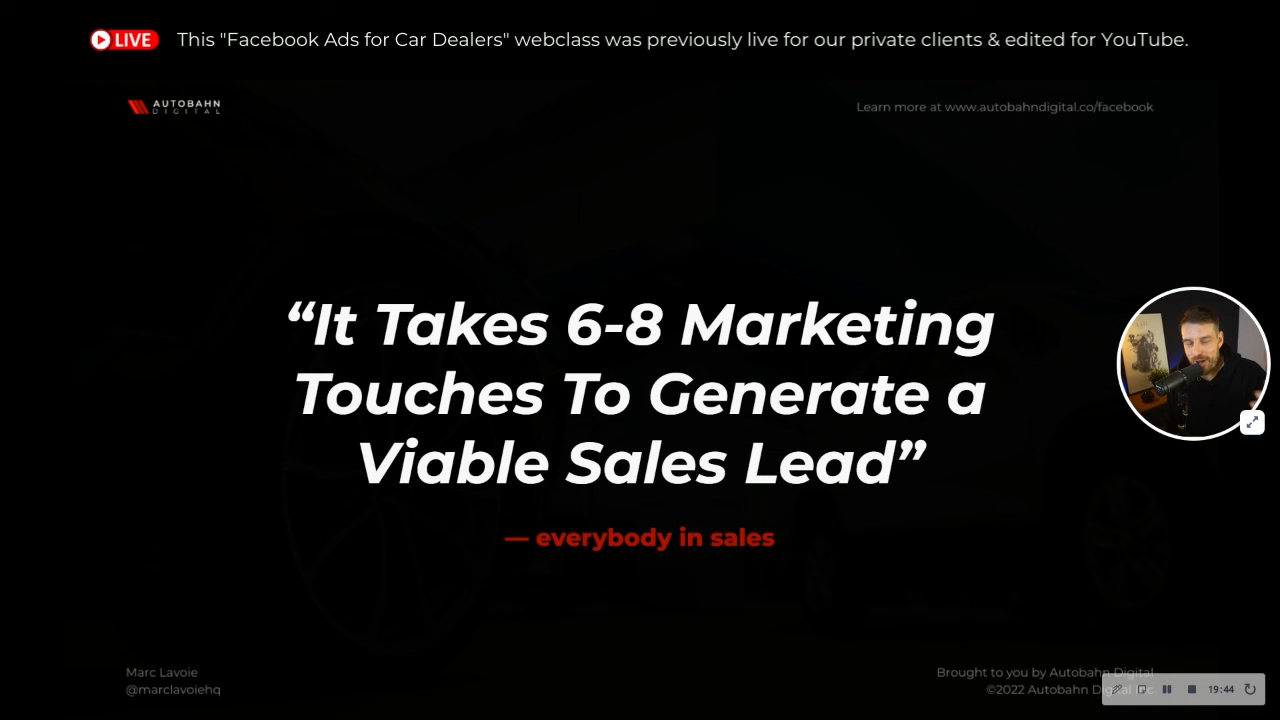 LIVE
This "Facebook Ads for Car Dealers" webclass was previously live for our private clients & edited for YouTube.
AUTOBAHN
DIGITAL
Learn more at www.autobahndigital.co/facebook
“It Takes 6-8 Marketing
Touches To Generate a
Viable Sales Lead”
— everybody in sales
Marc Lavoie
@marclavoiehq
Brought to you by Autobahn Digital
©2022 Autobahn Digital Inc
19:44